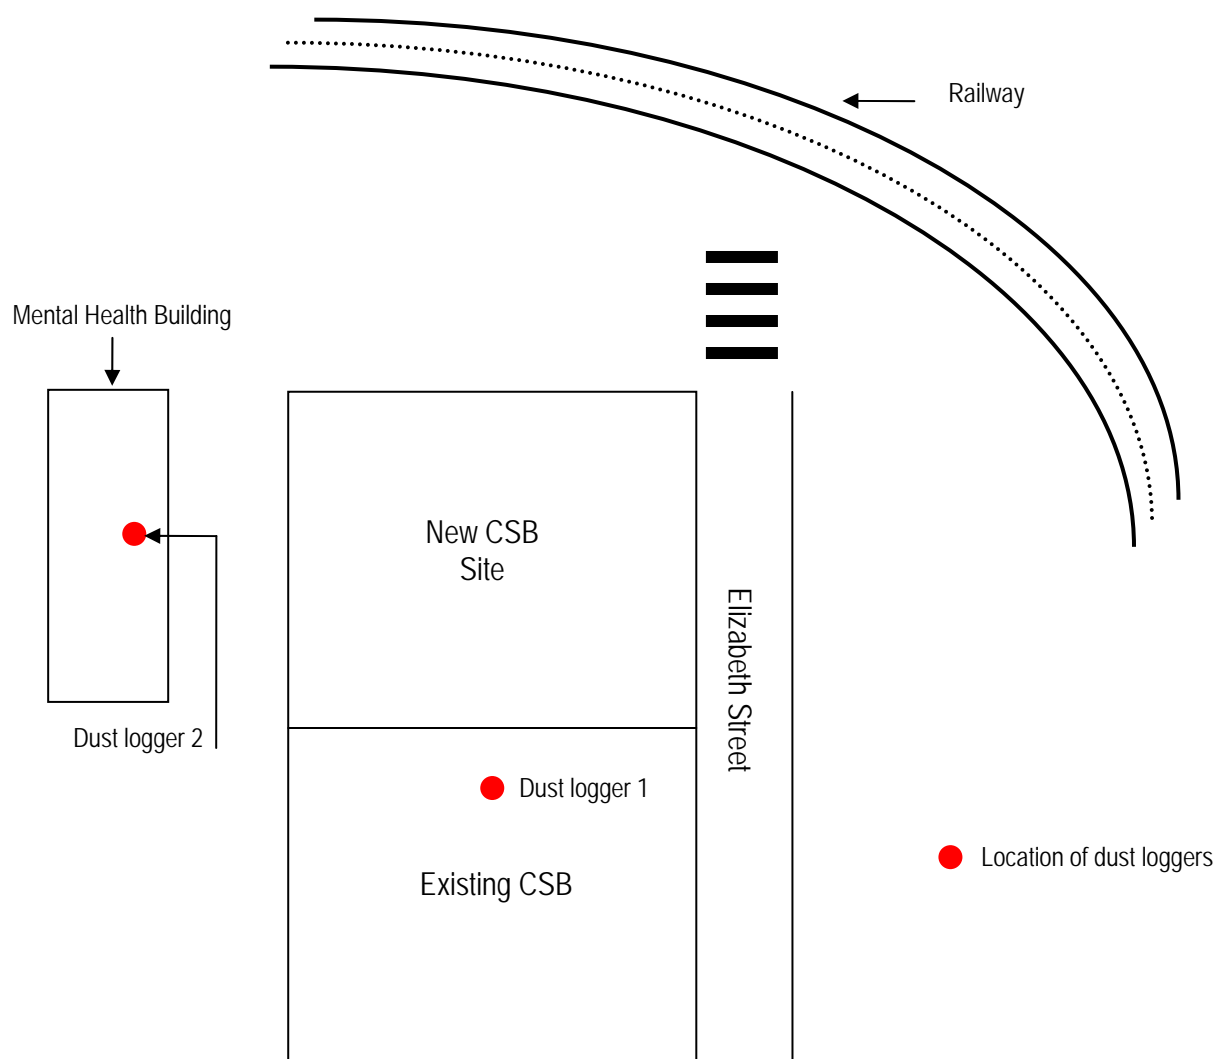 Railway
Mental Health Building
New CSB
Site
Elizabeth Street
Dust logger 2
Dust logger 1
Location of dust loggers
Existing CSB